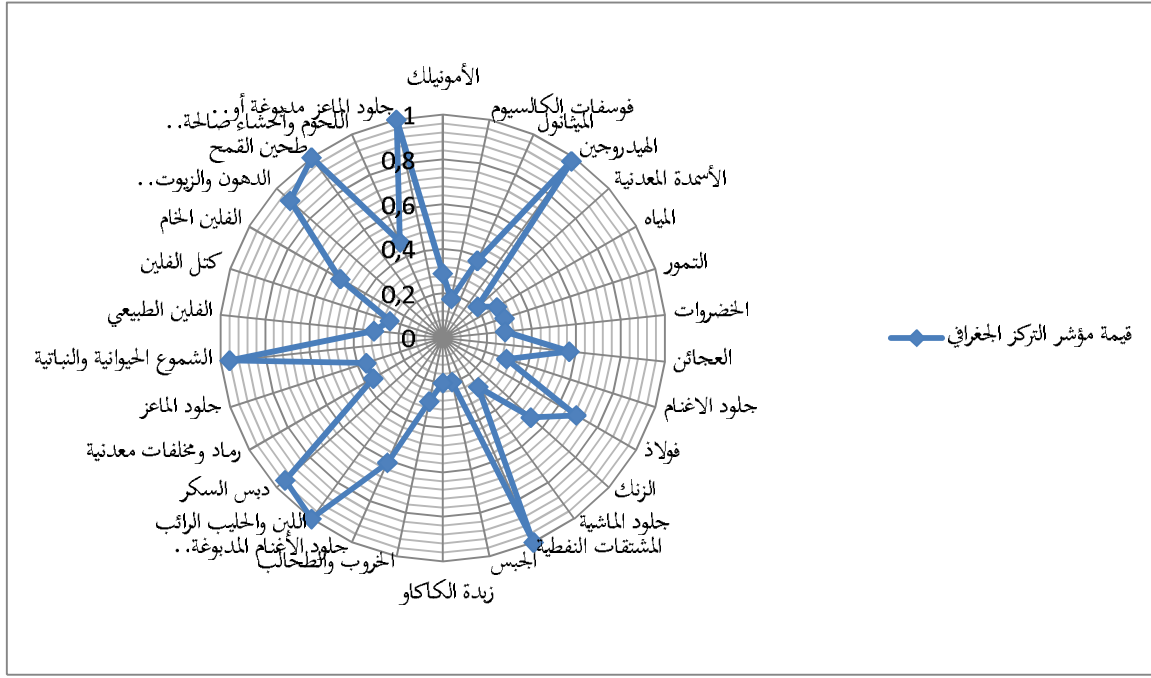 الأمونيلك
فوسفات الكالسيوم
الميثانول
الهيدروجين
الأسمدة المعدنية
المياه
التمور
الخضروات
العجائن
جلود الاغنام
فولاذ
الزنك
جلود الماشية
المشتقات النفطية
الجبس
زبدة الكاكاو
الخروب والطحالب
جلود الأغنام المدبوغة..
اللبن والحليب الرائب
دبس السكر
رماد ومخلفات معدنية
جلود الماعز
الشموع الحيوانية والنباتية
الفلين الطبيعي
كتل الفلين
الفلين الخام
الدهون والزيوت..
طحين القمح
اللحوم وأحشاء صالحة..
جلود الماعز مدبوغة أو..
1
0,8
0,6
0,4
0,2
0
قيمة مؤشر التركز الجغرافي